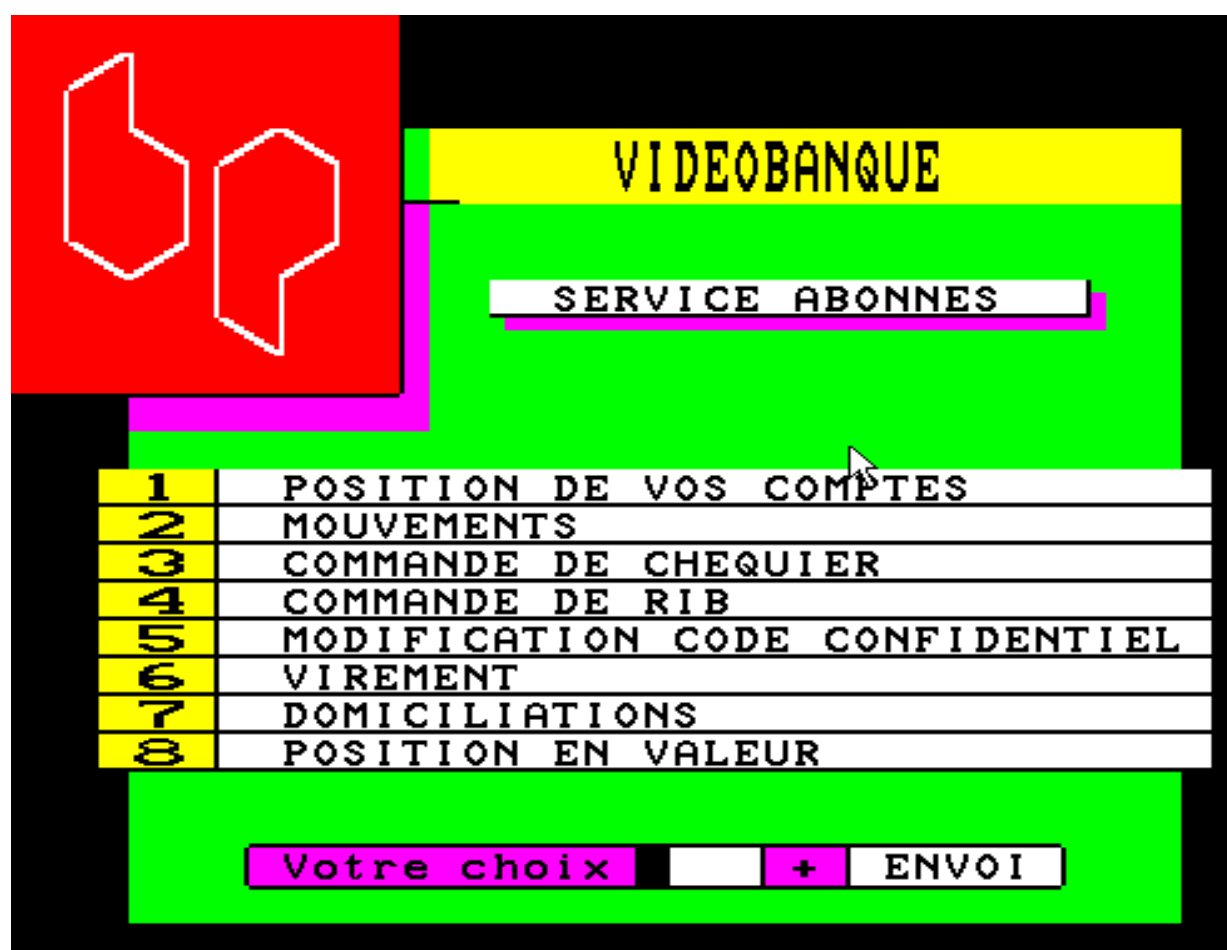 bp
VIDEOBANQUE
SERVICE ABONNES
1 POSITION DE VOS COMPTES
2 MOUVEMENTS
3 COMMANDE DE CHEQUIER
4 COMMANDE DE RIB
5 MODIFICATION CODE CONFIDENTIEL
6 VIREMENT
7 DOMICILIATIONS
8 POSITION EN VALEUR
Votre choix + ENVOI